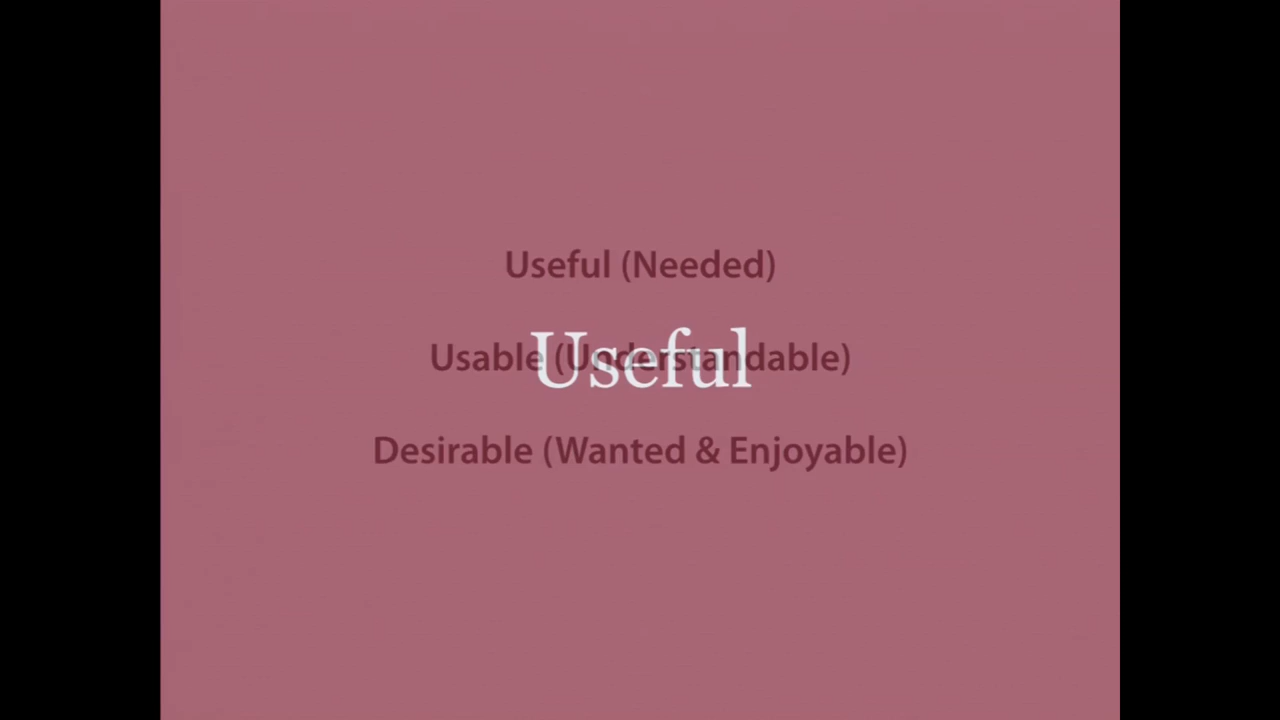 Useful (Needed)
Usable (Understandable)
Useful
Desirable (Wanted & Enjoyable)